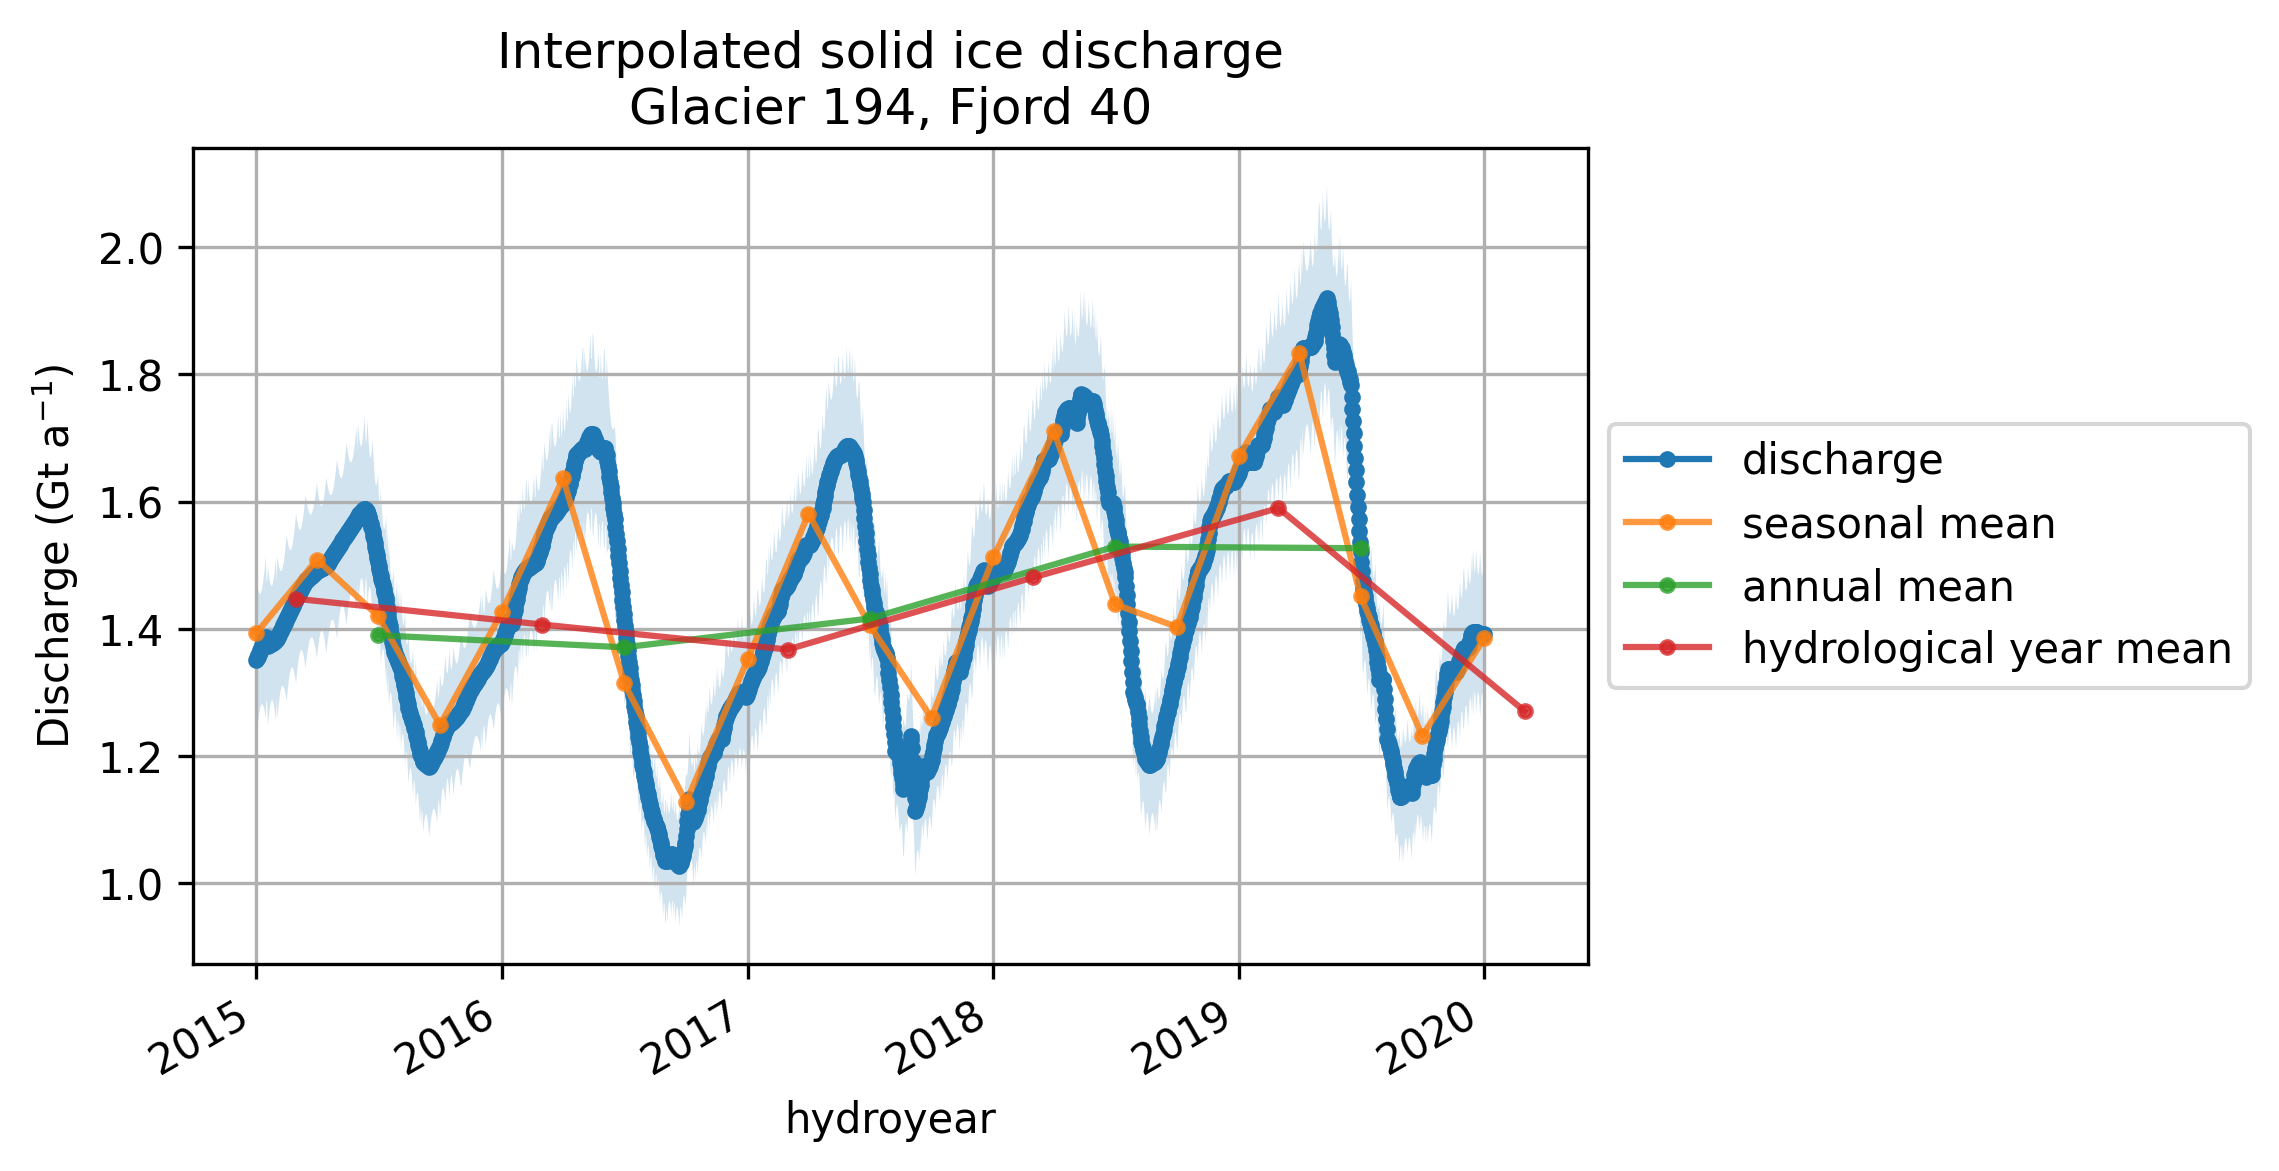 Interpolated solid ice discharge
Glacier 194, Fjord 40
Discharge (Gt a⁻¹)
2.0
1.8
1.6
1.4
1.2
1.0
2015
2016
2017
2018
2019
2020
hydroyear
discharge
seasonal mean
annual mean
hydrological year mean